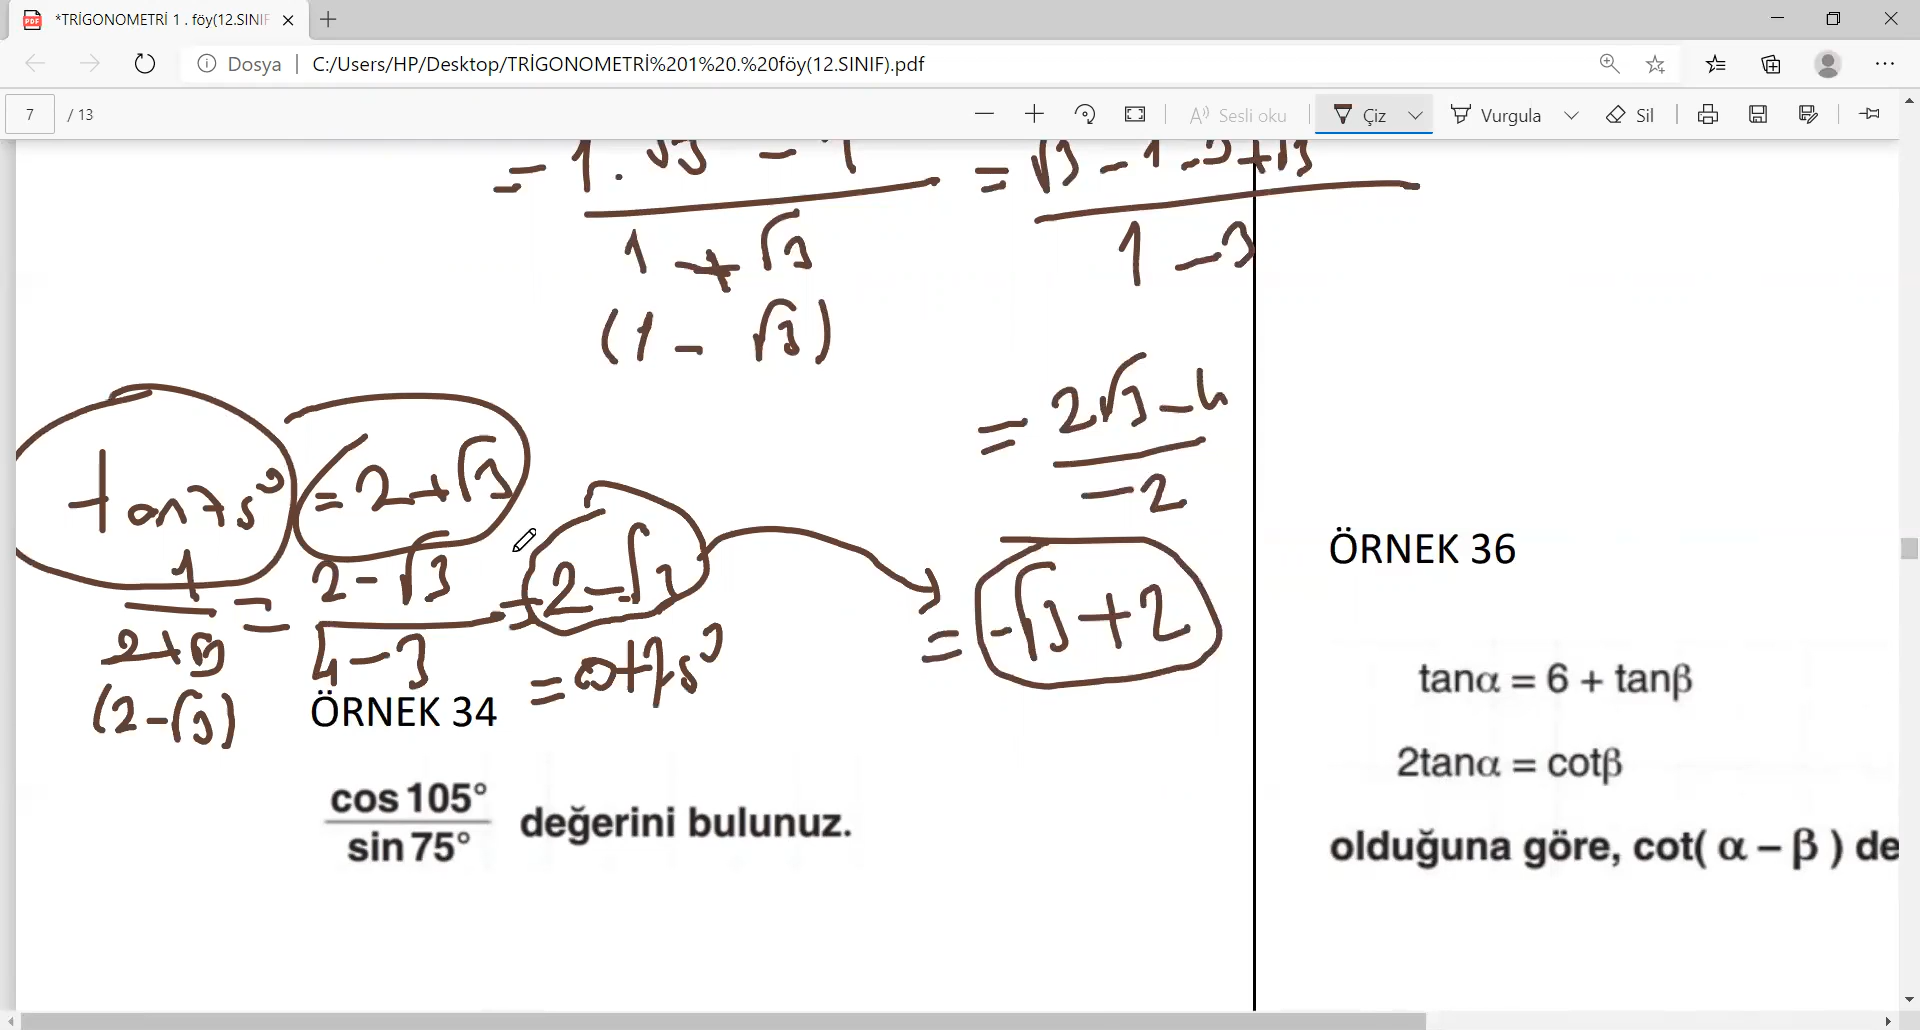 *TRİGONOMETRİ 1 . föy(12.SINIF
Dosya
C:/Users/HP/Desktop/TRİGONOMETRİ%201%20.%20föy(12.SINIF).pdf
7 / 13
Sesli oku
Çiz
Vurgula
Sil
= 1 . √3 - 1 = √3 - 1 - 3 + √3
1 + √3
1 - 3
(1 - √3)
= 2√3 - 4
-2
= -√3 + 2
tan75° = 2 + √3
1 / 2 + √3 = 2 - √3 / 4 - 3 = 2 - √3
(2 - √3)
= cot75°
ÖRNEK 34
cos 105°
sin 75°
değerini bulunuz.
ÖRNEK 36
tanα = 6 + tanβ
2tanα = cotβ
olduğuna göre, cot( α – β ) de